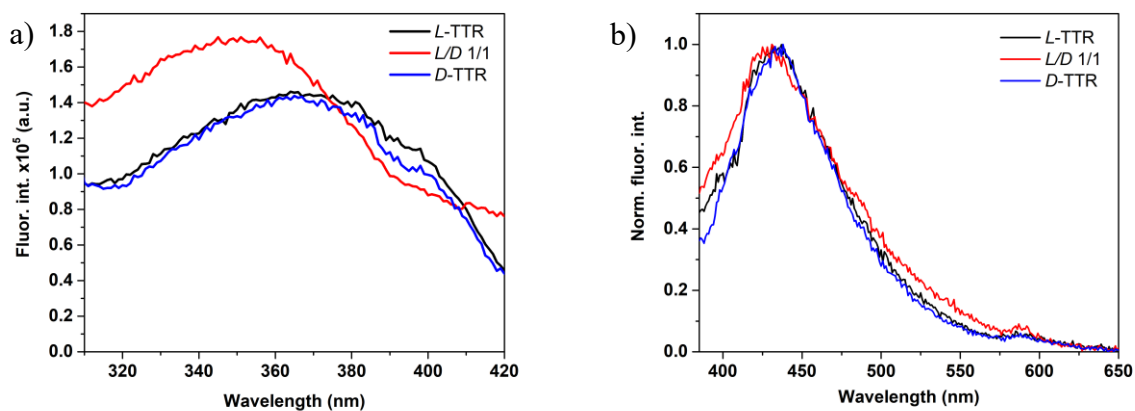 a)
Fluor. int. x10⁵ (a.u.)
1.8
1.6
1.4
1.2
1.0
0.8
0.6
0.4
0.2
0.0
L-TTR
L/D 1/1
D-TTR
320
340
360
380
400
420
Wavelength (nm)
b)
Norm. fluor. int.
1.0
0.8
0.6
0.4
0.2
0.0
L-TTR
L/D 1/1
D-TTR
400
450
500
550
600
650
Wavelength (nm)